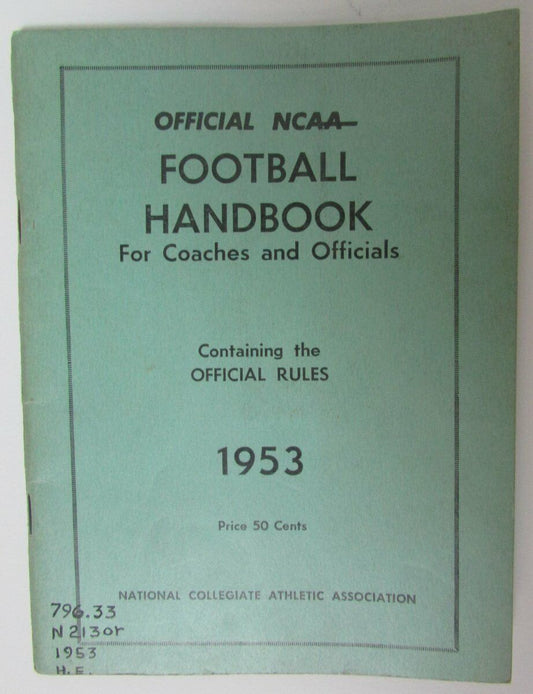 OFFICIAL NCAA
FOOTBALL
HANDBOOK
For Coaches and Officials
Containing the
OFFICIAL RULES
1953
Price 50 Cents
NATIONAL COLLEGIATE ATHLETIC ASSOCIATION
796.33
N213or
1953
H.E.